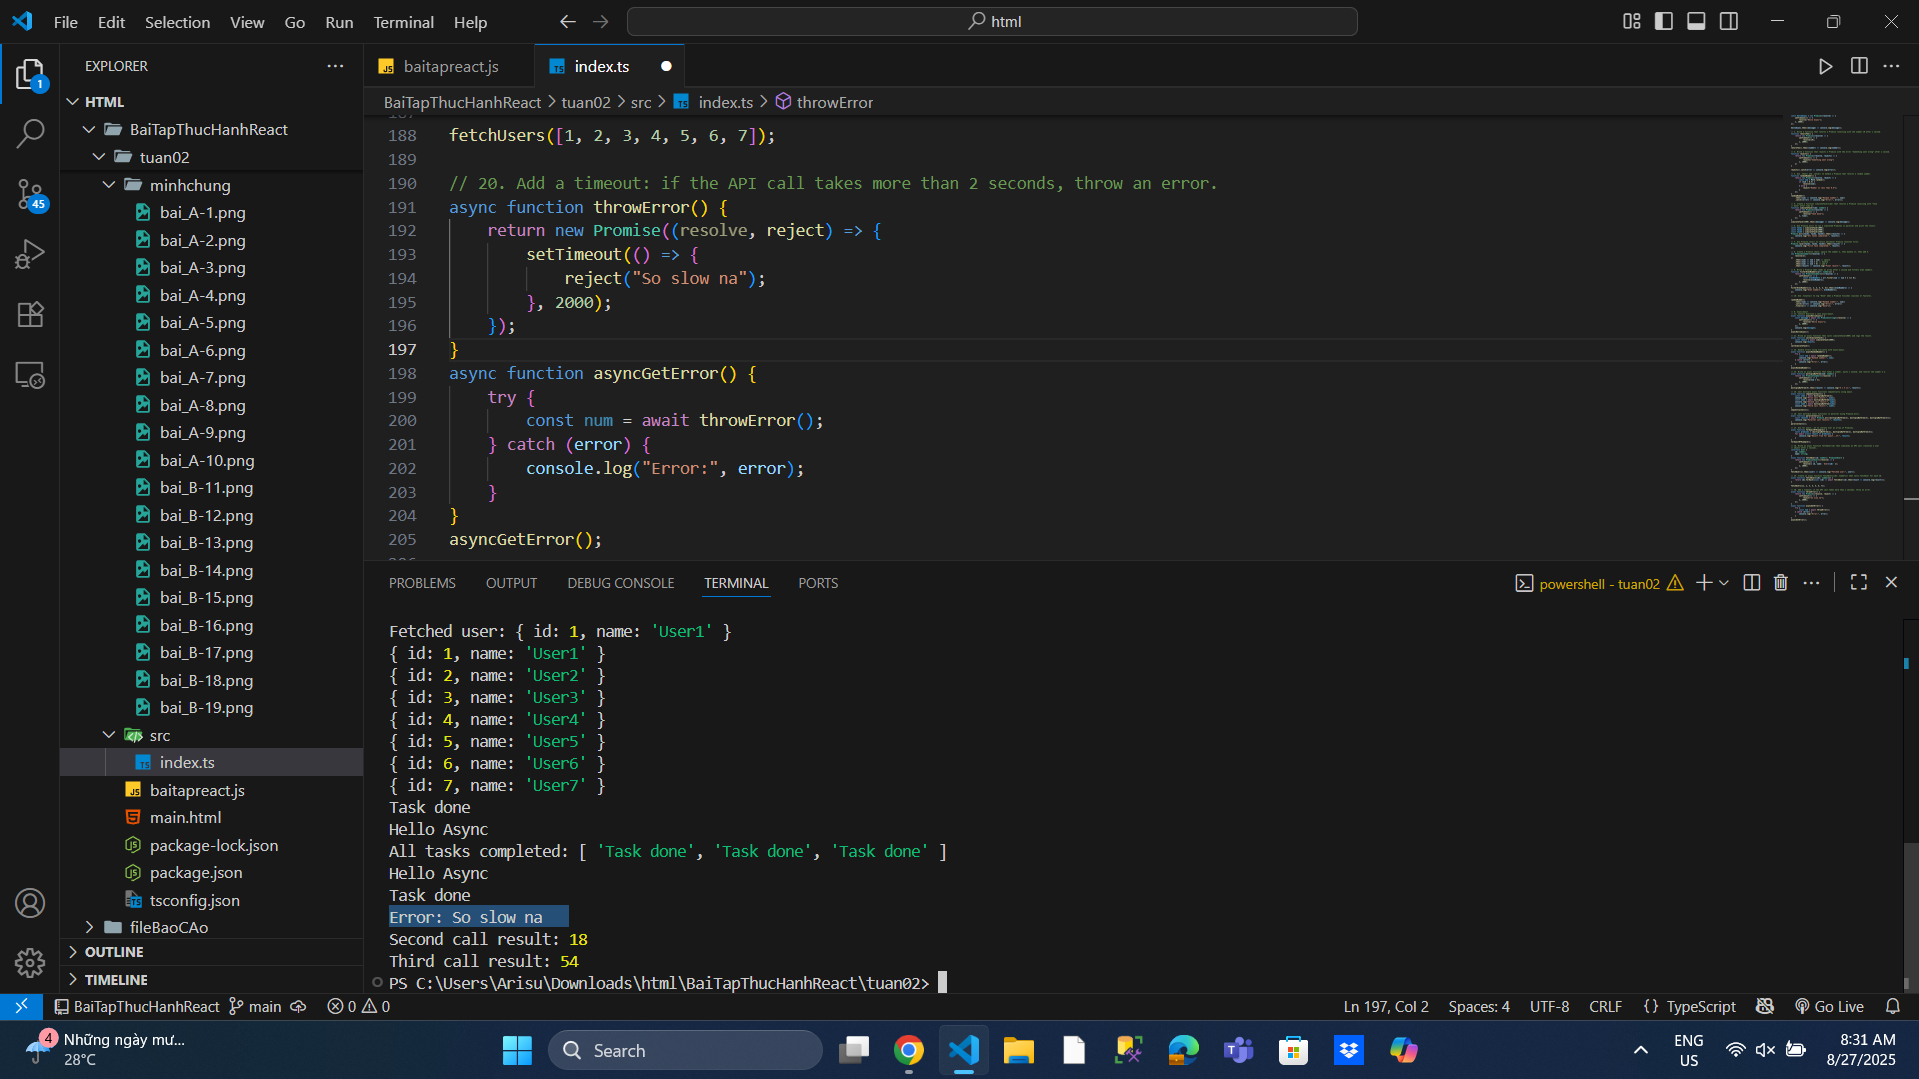 File Edit Selection View Go Run Terminal Help
html
EXPLORER
HTML
BaiTapThucHanhReact
tuan02
minhchung
bai_A-1.png
bai_A-2.png
bai_A-3.png
bai_A-4.png
bai_A-5.png
bai_A-6.png
bai_A-7.png
bai_A-8.png
bai_A-9.png
bai_A-10.png
bai_B-11.png
bai_B-12.png
bai_B-13.png
bai_B-14.png
bai_B-15.png
bai_B-16.png
bai_B-17.png
bai_B-18.png
bai_B-19.png
src
index.ts
baitapreact.js
main.html
package-lock.json
package.json
tsconfig.json
fileBaoCAo
OUTLINE
TIMELINE
1
45
baitapreact.js
index.ts
BaiTapThucHanhReact > tuan02 > src > index.ts > throwError
188 fetchUsers([1, 2, 3, 4, 5, 6, 7]);
189
190 // 20. Add a timeout: if the API call takes more than 2 seconds, throw an error.
191 async function throwError() {
192     return new Promise((resolve, reject) => {
193         setTimeout(() => {
194             reject("So slow na");
195         }, 2000);
196     });
197 }
198 async function asyncGetError() {
199     try {
200         const num = await throwError();
201     } catch (error) {
202         console.log("Error:", error);
203     }
204 }
205 asyncGetError();
PROBLEMS OUTPUT DEBUG CONSOLE TERMINAL PORTS
powershell - tuan02
Fetched user: { id: 1, name: 'User1' }
{ id: 1, name: 'User1' }
{ id: 2, name: 'User2' }
{ id: 3, name: 'User3' }
{ id: 4, name: 'User4' }
{ id: 5, name: 'User5' }
{ id: 6, name: 'User6' }
{ id: 7, name: 'User7' }
Task done
Hello Async
All tasks completed: [ 'Task done', 'Task done', 'Task done' ]
Hello Async
Task done
Error: So slow na
Second call result: 18
Third call result: 54
PS C:\Users\Arisu\Downloads\html\BaiTapThucHanhReact\tuan02>
BaiTapThucHanhReact main 0 0 Ln 197, Col 2 Spaces: 4 UTF-8 CRLF {} TypeScript Go Live
4
Những ngày mư...
28°C
Search
ENG
US
8:31 AM
8/27/2025